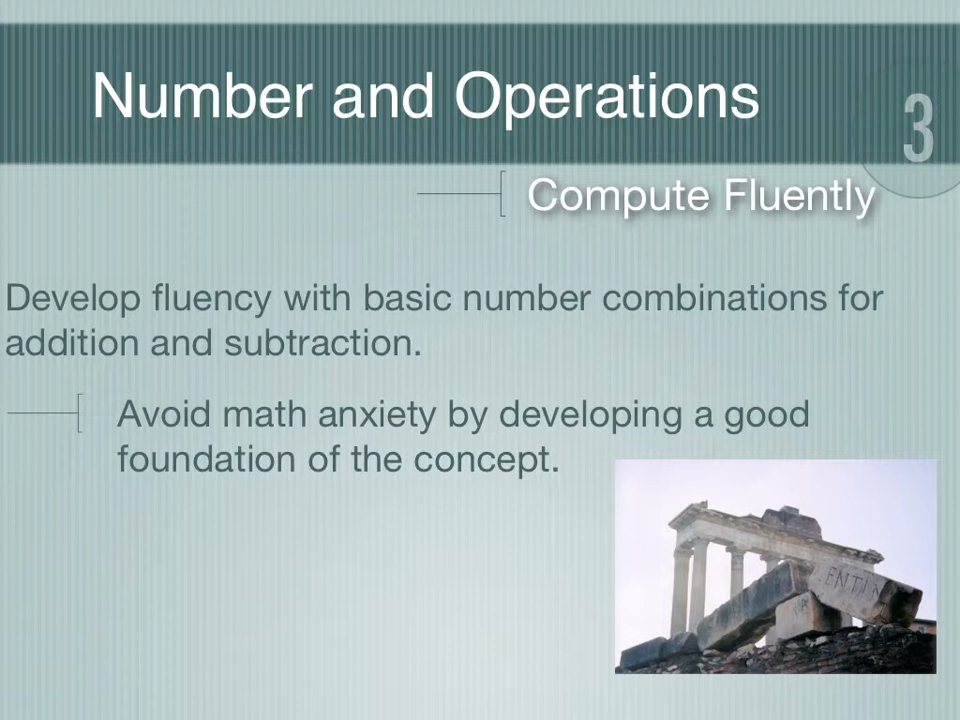 Number and Operations
3
Compute Fluently
Develop fluency with basic number combinations for
addition and subtraction.
Avoid math anxiety by developing a good
foundation of the concept.